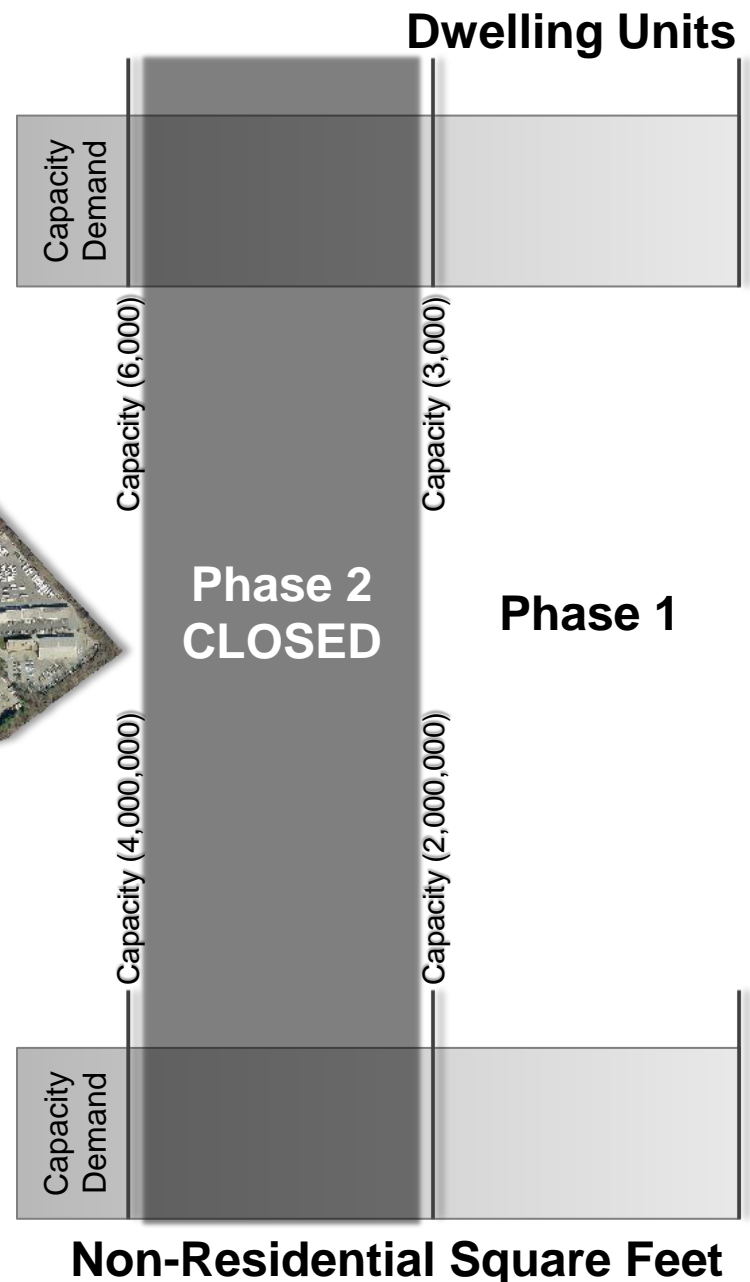 Dwelling Units
Capacity
Demand
Capacity (6,000)
Capacity (3,000)
Phase 2
CLOSED
Phase 1
Capacity (4,000,000)
Capacity (2,000,000)
Capacity
Demand
Non-Residential Square Feet